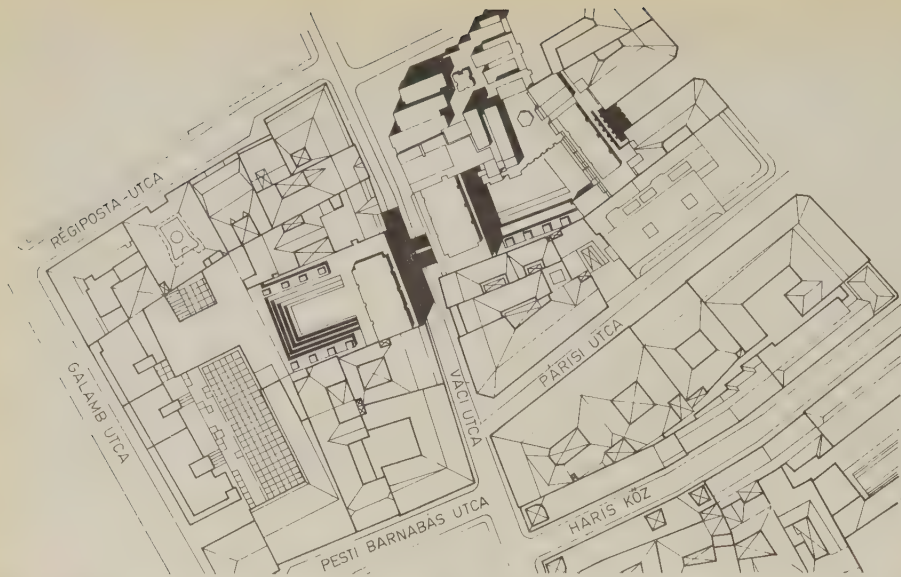 RÉGIPOSTA-UTCA
GALAMB UTCA
VÁCI UTCA
PÁRISI UTCA
PESTI BARNABÁS UTCA
HARIS KÖZ